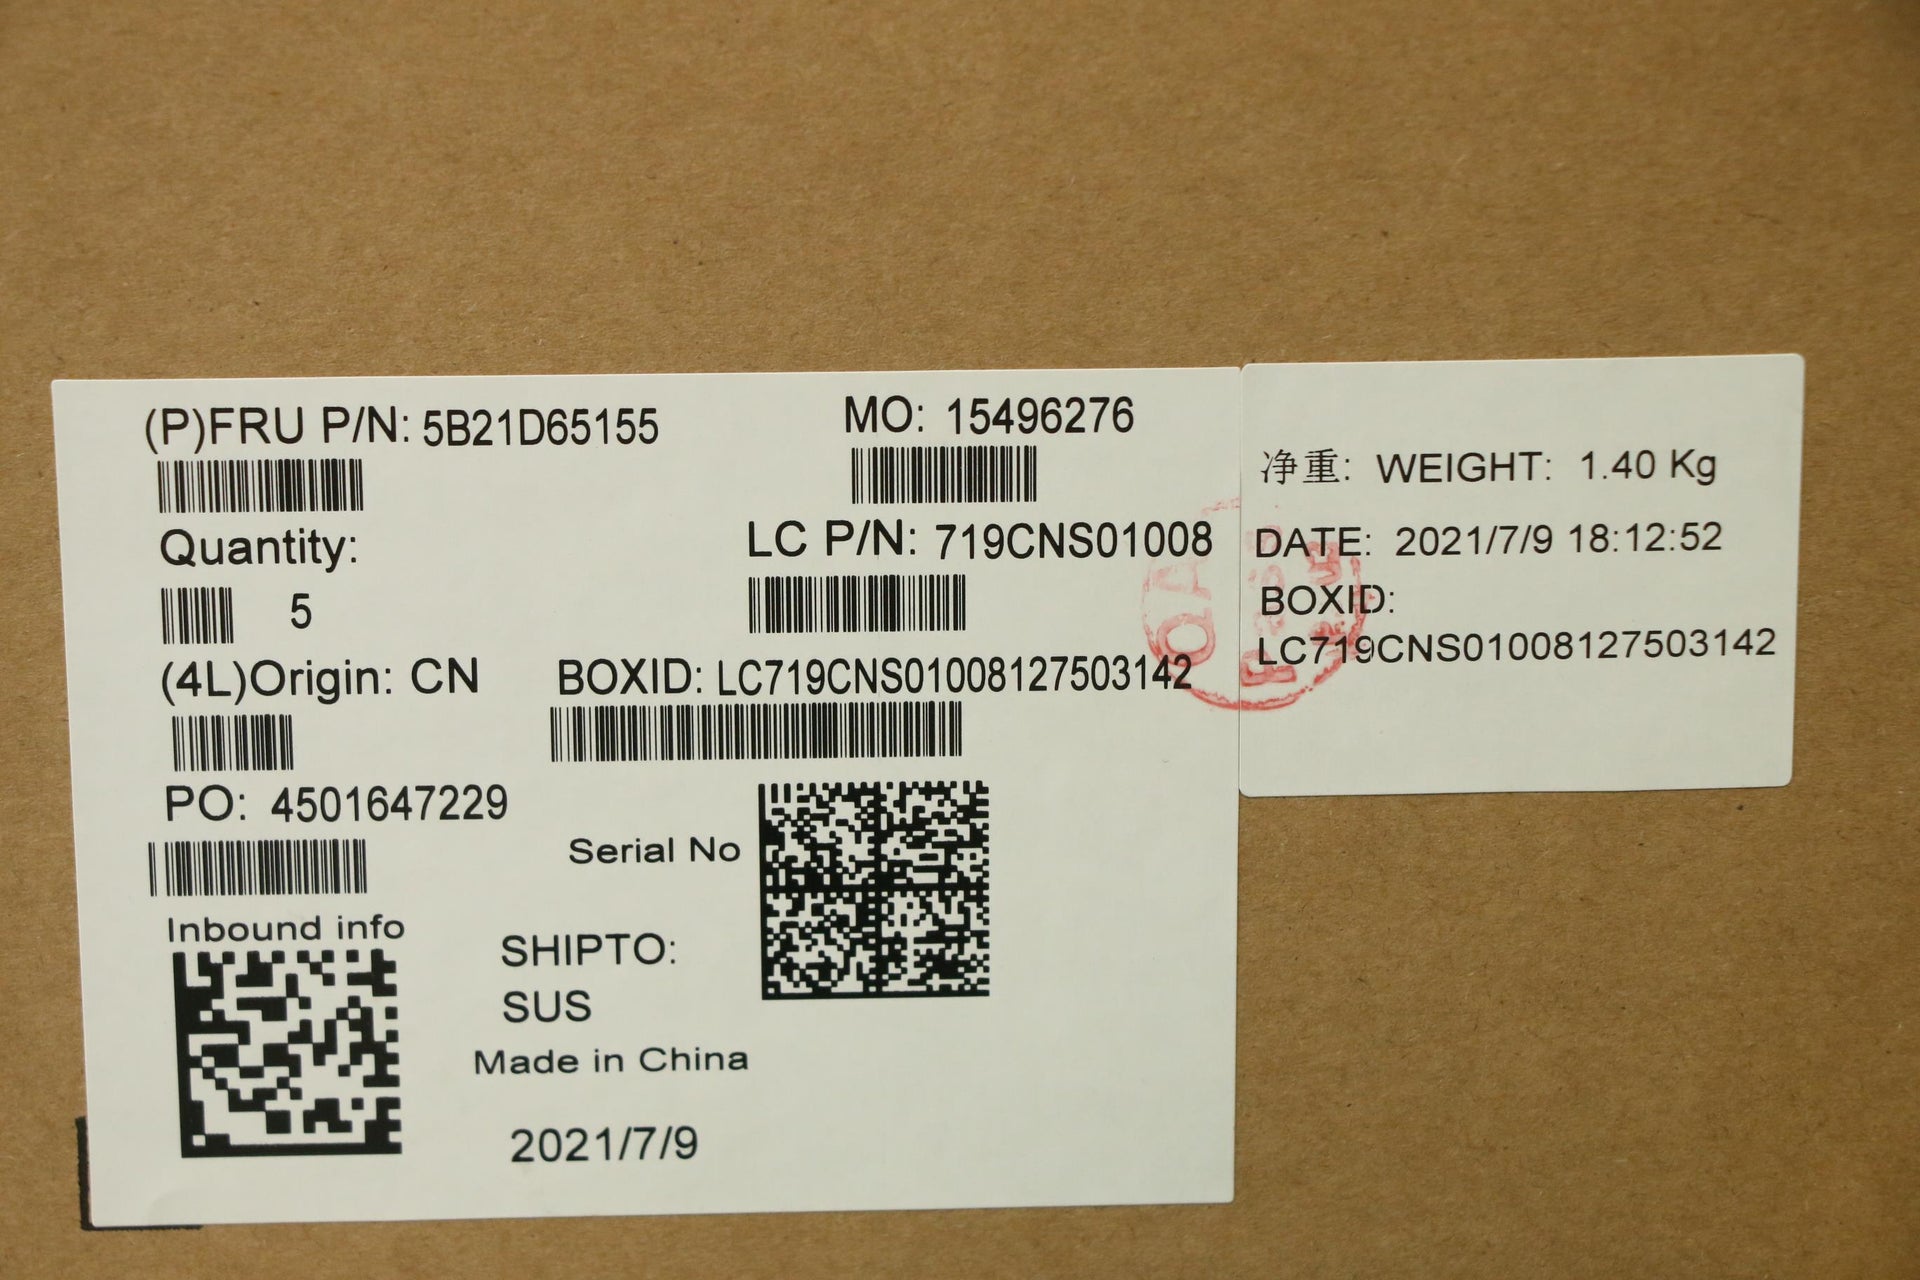 (P)FRU P/N: 5B21D65155
MO: 15496276
Quantity:
5
LC P/N: 719CNS01008
(4L)Origin: CN
BOXID: LC719CNS01008127503142
PO: 4501647229
Serial No
Inbound info
SHIPTO:
SUS
Made in China
2021/7/9
净重: WEIGHT: 1.40 Kg
DATE: 2021/7/9 18:12:52
BOXID:
LC719CNS01008127503142
QA